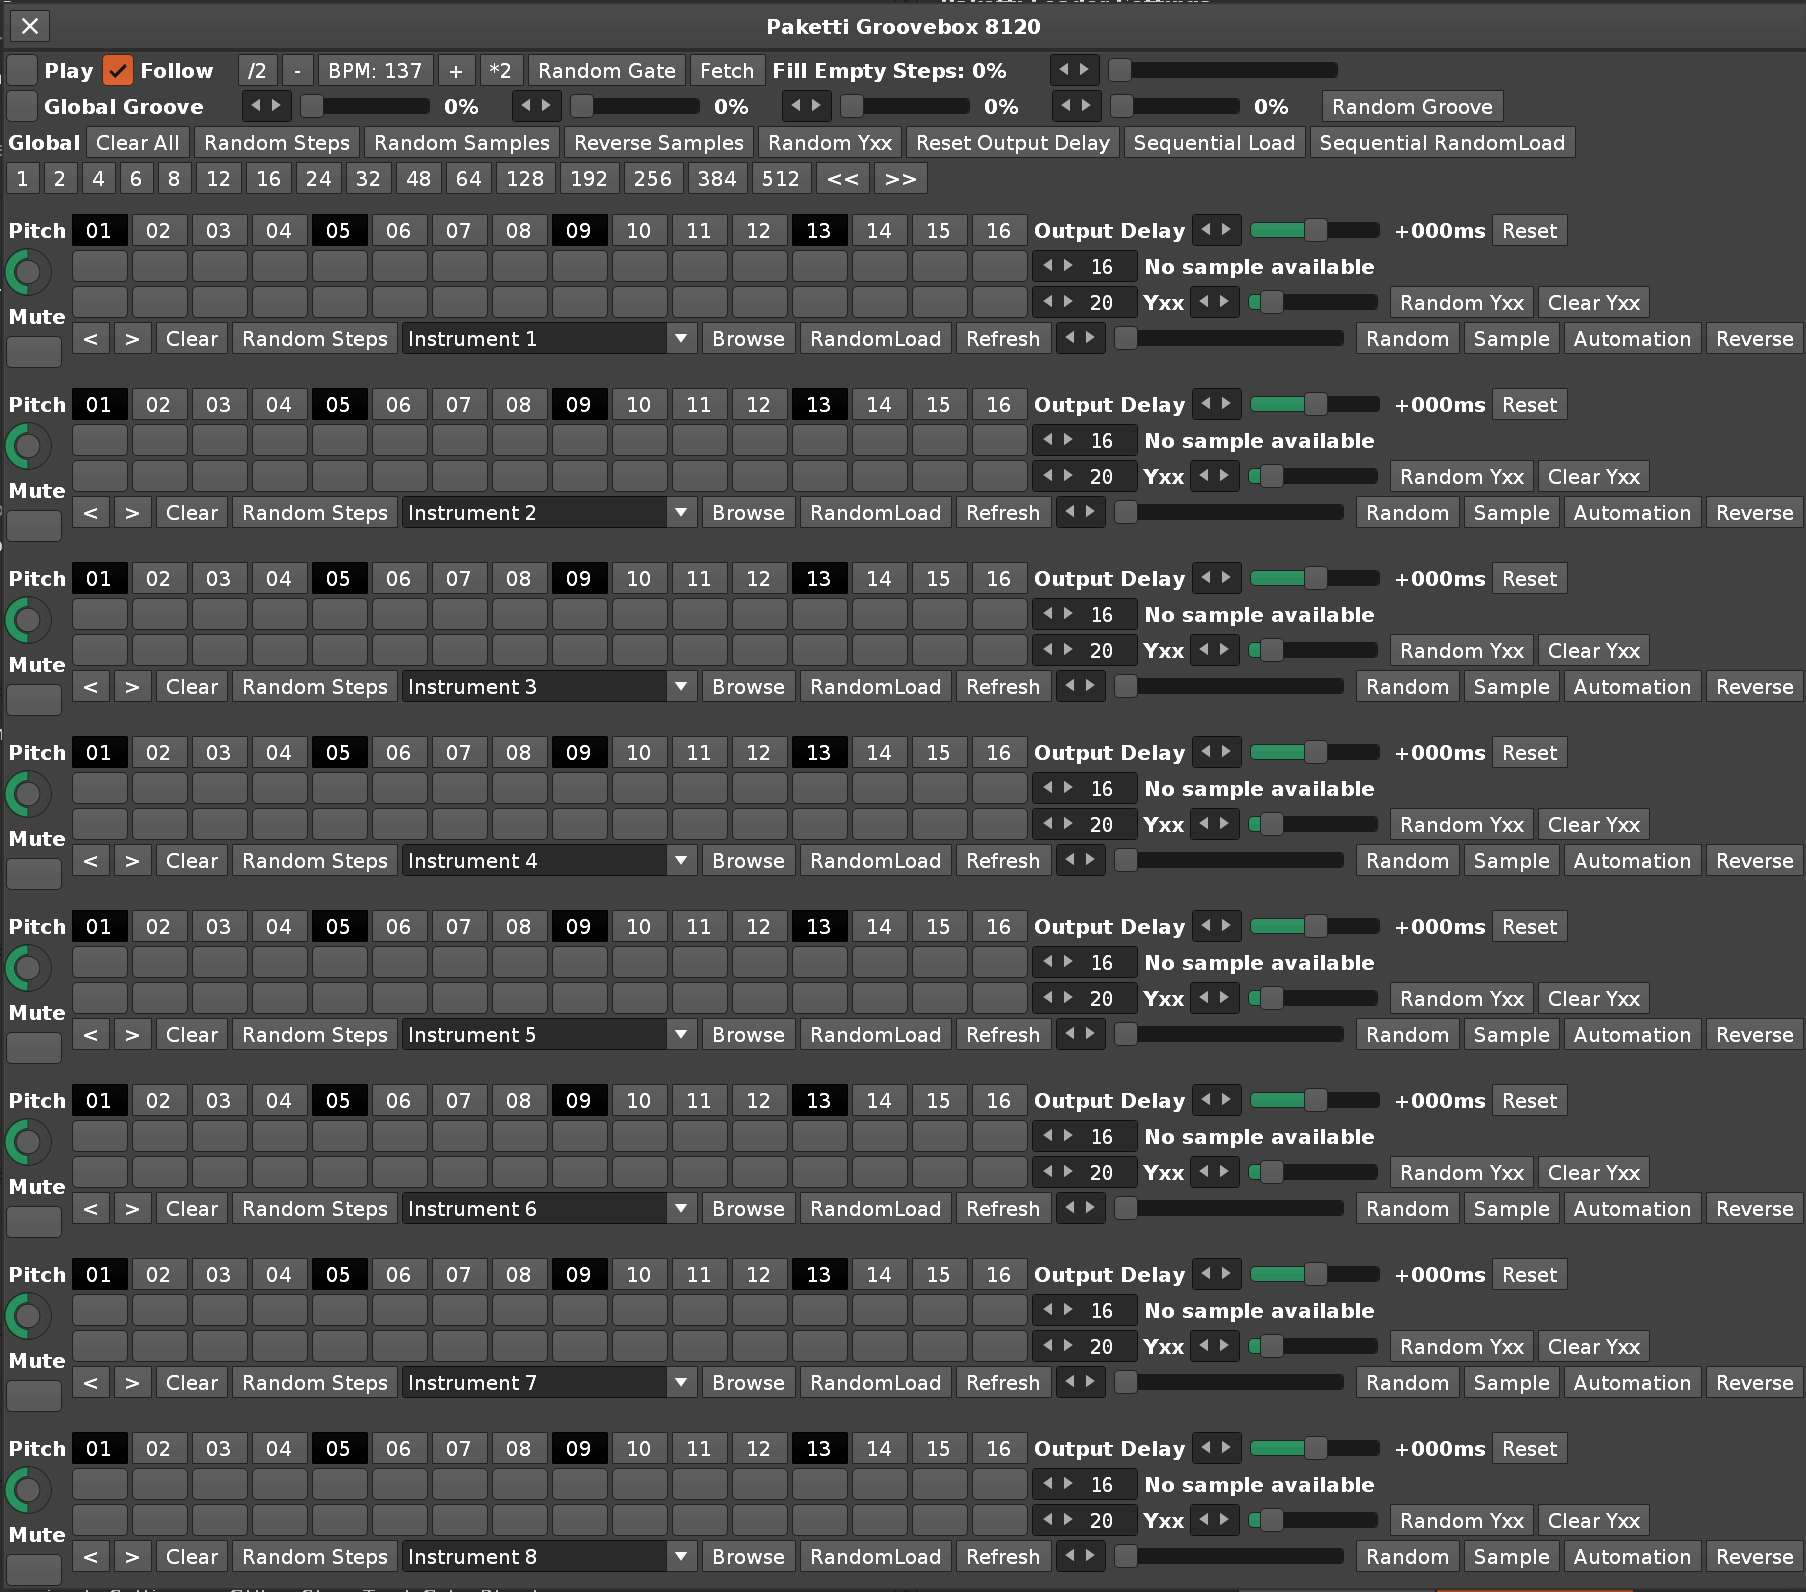 Paketti Groovebox 8120
Play Follow /2 - BPM: 137 + *2 Random Gate Fetch Fill Empty Steps: 0%
Global Groove 0% 0% 0% 0% Random Groove
Global Clear All Random Steps Random Samples Reverse Samples Random Yxx Reset Output Delay Sequential Load Sequential RandomLoad
1 2 4 6 8 12 16 24 32 48 64 128 192 256 384 512 << >>
Pitch 01 02 03 04 05 06 07 08 09 10 11 12 13 14 15 16 Output Delay +000ms Reset
16 No sample available
20 Yxx Random Yxx Clear Yxx
Mute
< > Clear Random Steps Instrument 1 Browse RandomLoad Refresh Random Sample Automation Reverse
Pitch 01 02 03 04 05 06 07 08 09 10 11 12 13 14 15 16 Output Delay +000ms Reset
16 No sample available
20 Yxx Random Yxx Clear Yxx
Mute
< > Clear Random Steps Instrument 2 Browse RandomLoad Refresh Random Sample Automation Reverse
Pitch 01 02 03 04 05 06 07 08 09 10 11 12 13 14 15 16 Output Delay +000ms Reset
16 No sample available
20 Yxx Random Yxx Clear Yxx
Mute
< > Clear Random Steps Instrument 3 Browse RandomLoad Refresh Random Sample Automation Reverse
Pitch 01 02 03 04 05 06 07 08 09 10 11 12 13 14 15 16 Output Delay +000ms Reset
16 No sample available
20 Yxx Random Yxx Clear Yxx
Mute
< > Clear Random Steps Instrument 4 Browse RandomLoad Refresh Random Sample Automation Reverse
Pitch 01 02 03 04 05 06 07 08 09 10 11 12 13 14 15 16 Output Delay +000ms Reset
16 No sample available
20 Yxx Random Yxx Clear Yxx
Mute
< > Clear Random Steps Instrument 5 Browse RandomLoad Refresh Random Sample Automation Reverse
Pitch 01 02 03 04 05 06 07 08 09 10 11 12 13 14 15 16 Output Delay +000ms Reset
16 No sample available
20 Yxx Random Yxx Clear Yxx
Mute
< > Clear Random Steps Instrument 6 Browse RandomLoad Refresh Random Sample Automation Reverse
Pitch 01 02 03 04 05 06 07 08 09 10 11 12 13 14 15 16 Output Delay +000ms Reset
16 No sample available
20 Yxx Random Yxx Clear Yxx
Mute
< > Clear Random Steps Instrument 7 Browse RandomLoad Refresh Random Sample Automation Reverse
Pitch 01 02 03 04 05 06 07 08 09 10 11 12 13 14 15 16 Output Delay +000ms Reset
16 No sample available
20 Yxx Random Yxx Clear Yxx
Mute
< > Clear Random Steps Instrument 8 Browse RandomLoad Refresh Random Sample Automation Reverse